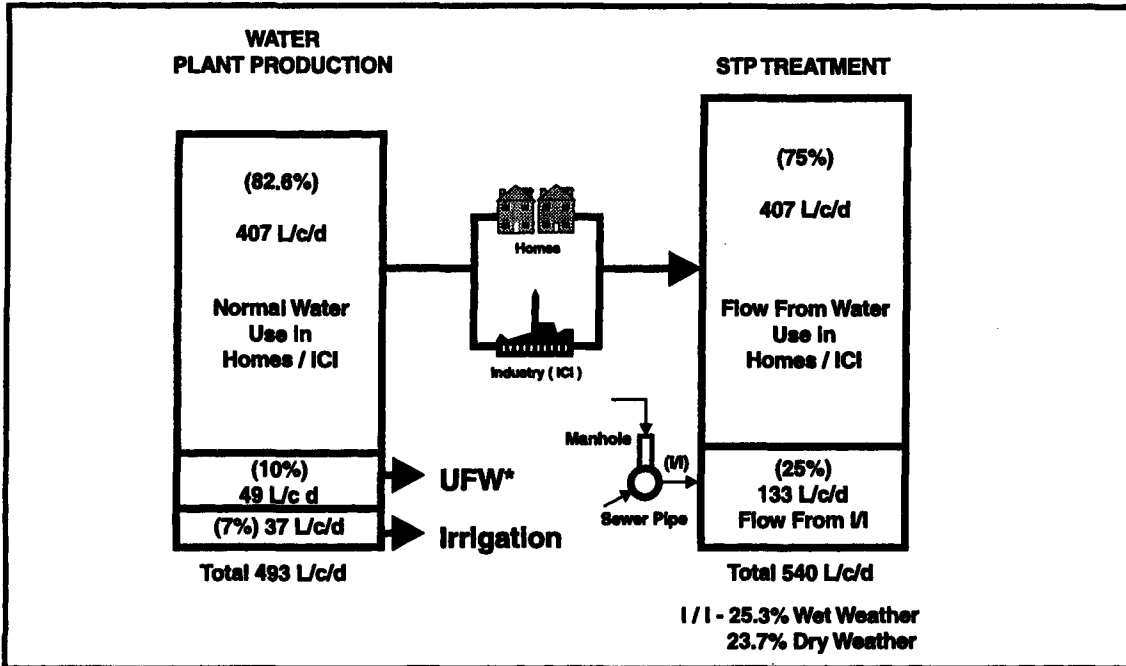 WATER
PLANT PRODUCTION
(82.6%)
407 L/c/d
Normal Water
Use in
Homes / ICI
(10%)
49 L/c d
(7%) 37 L/c/d
Total 493 L/c/d
UFW*
Irrigation
Homes
Industry ( ICI )
Manhole
(I/I)
Sewer Pipe
STP TREATMENT
(75%)
407 L/c/d
Flow From Water
Use in
Homes / ICI
(25%)
133 L/c/d
Flow From I/I
Total 540 L/c/d
I / I - 25.3% Wet Weather
23.7% Dry Weather